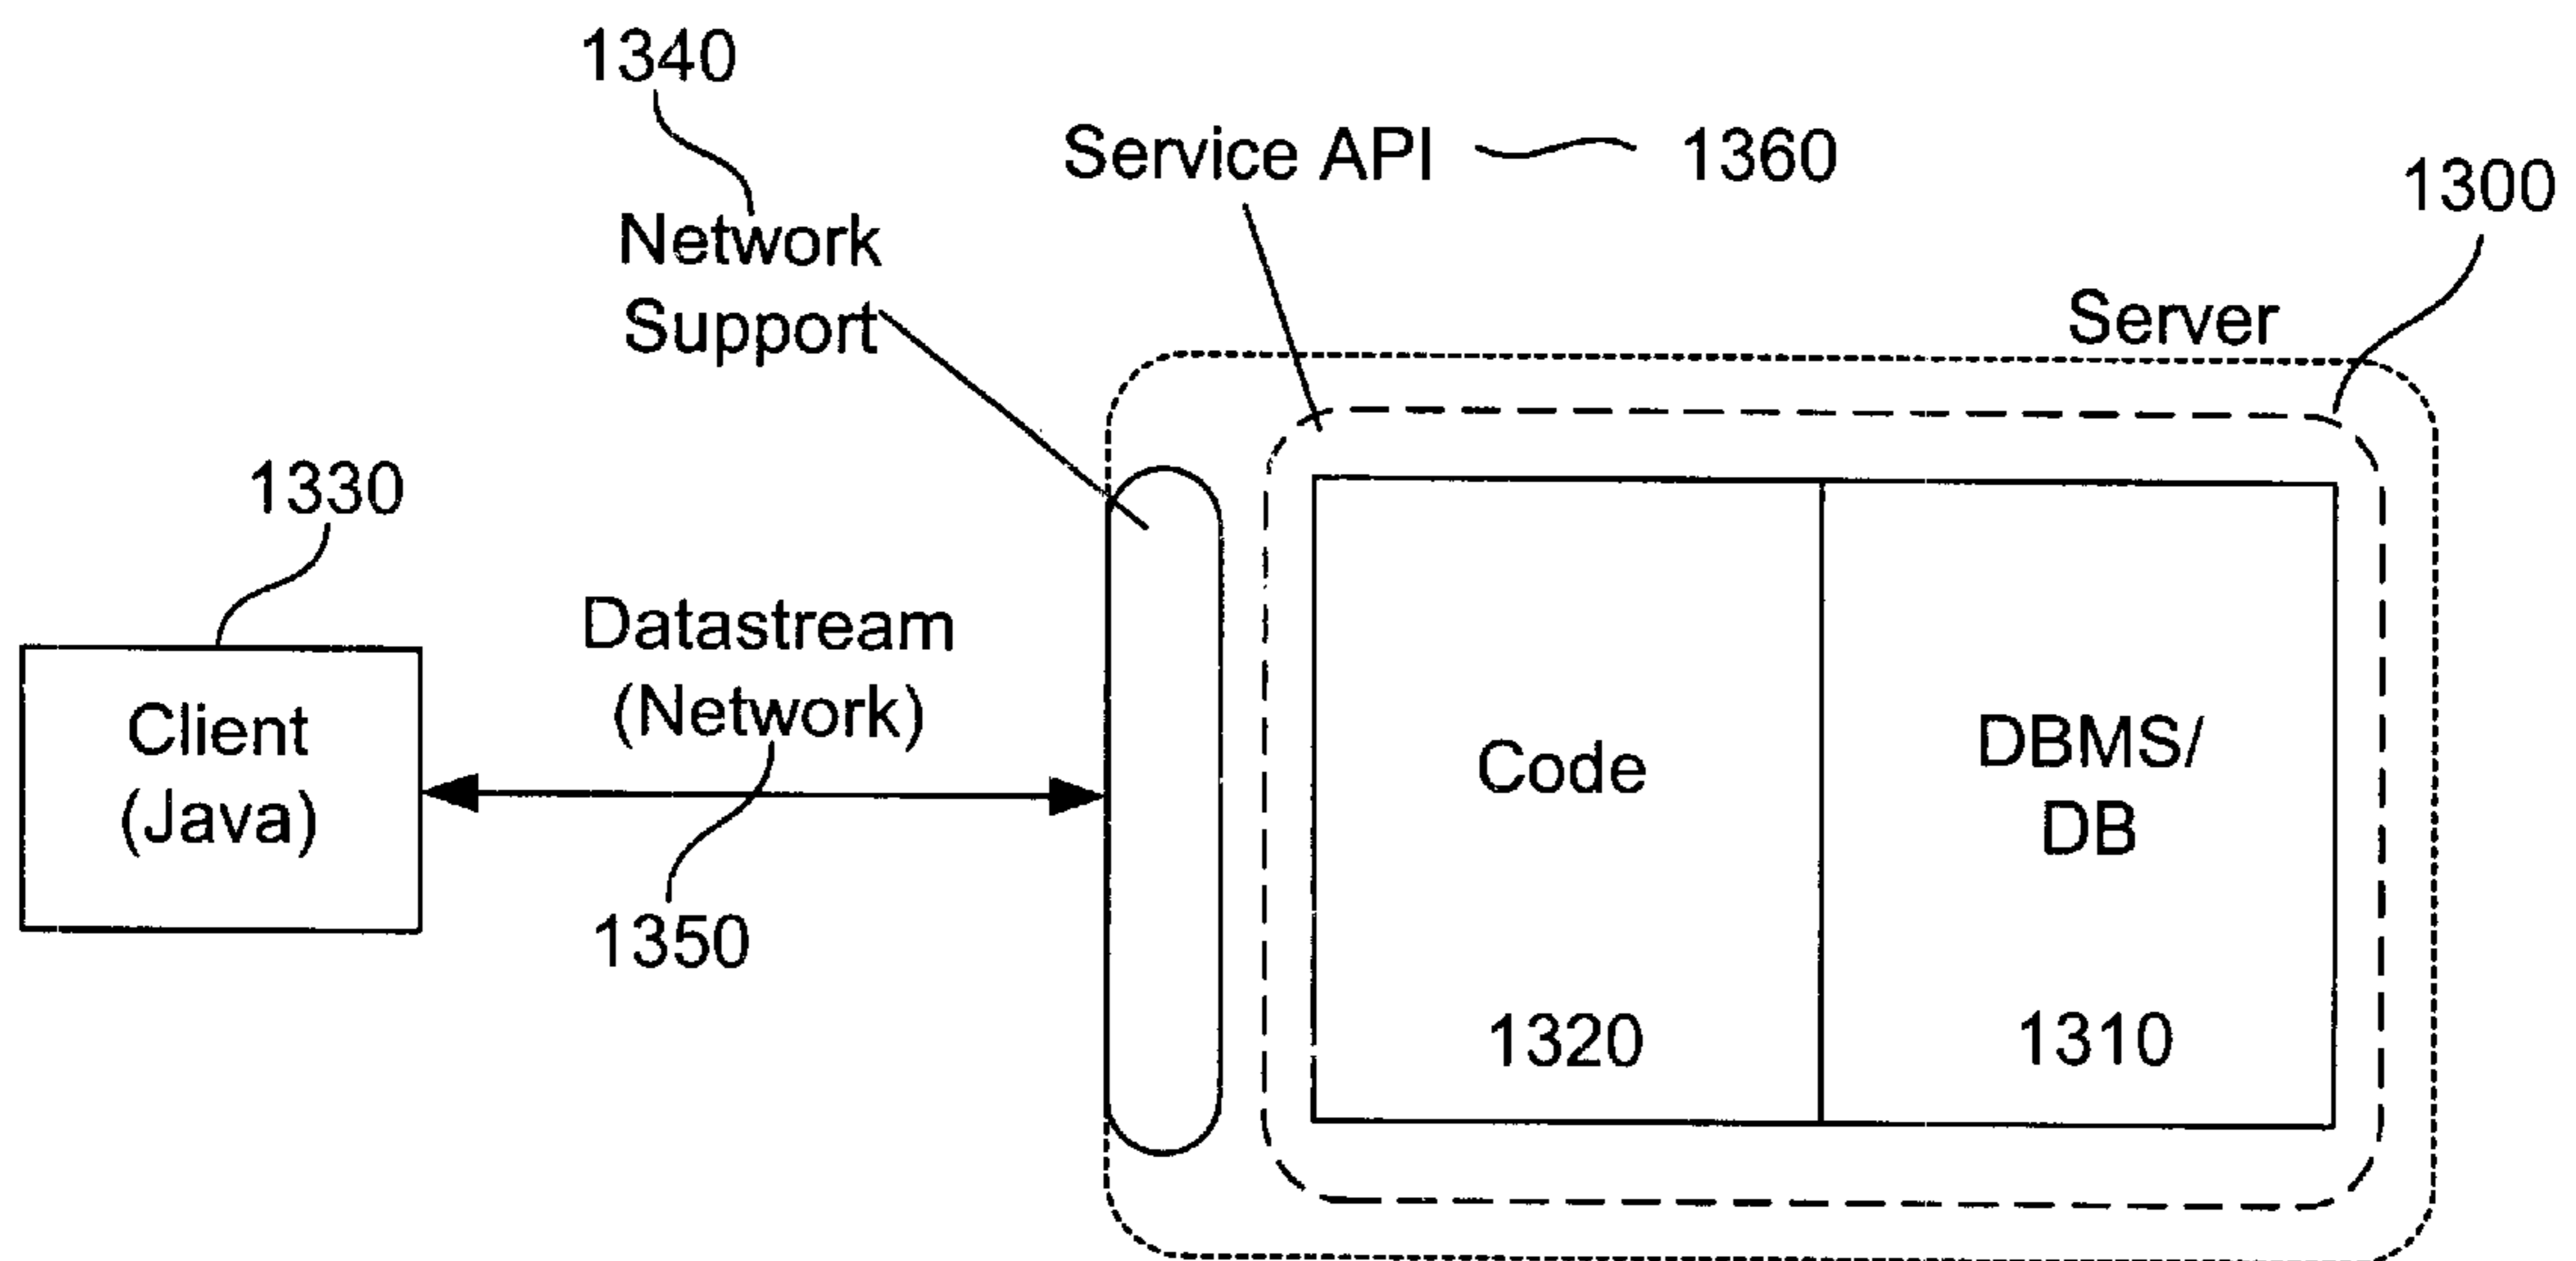 1340
Service API
1360
1300
Network
Support
Server
1330
Datastream
(Network)
Client
(Java)
Code
DBMS/
DB
1350
1320
1310